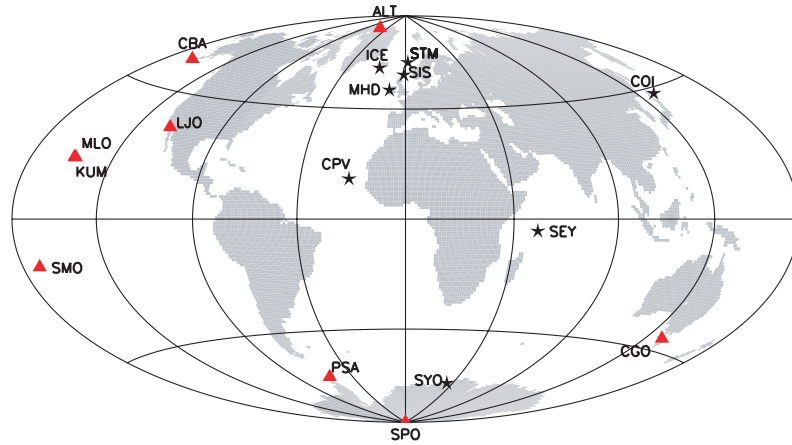 ALT
CBA
ICE
STM
SIS
MHD
COI
LJO
MLO
KUM
CPV
SEY
SMO
CGO
PSA
SYO
SPO